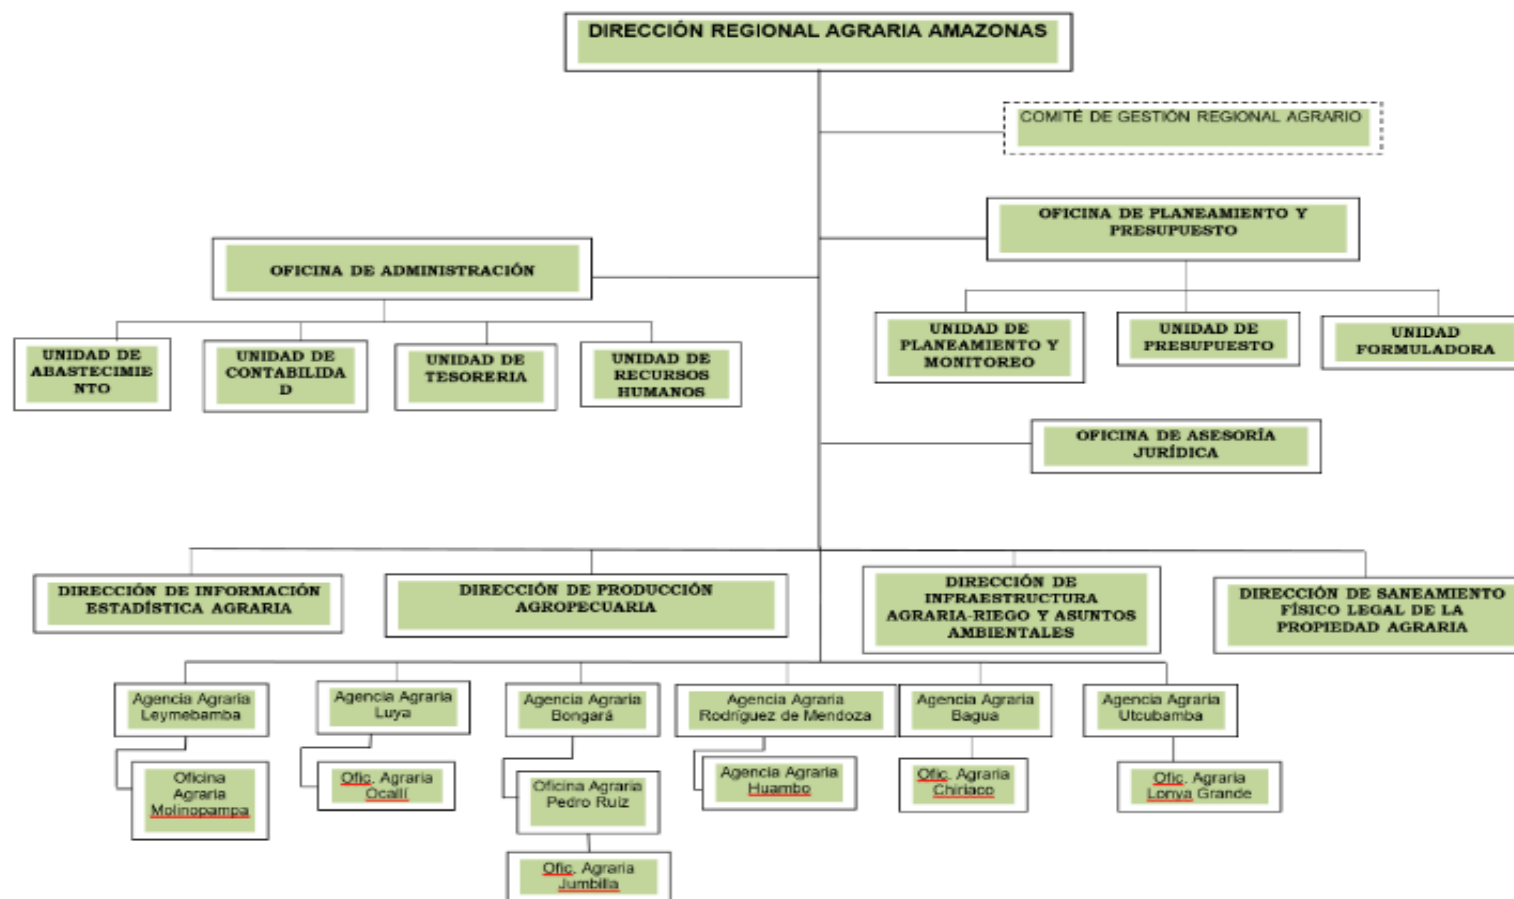 DIRECCIÓN REGIONAL AGRARIA AMAZONAS
COMITÉ DE GESTIÓN REGIONAL AGRARIO
OFICINA DE PLANEAMIENTO Y
PRESUPUESTO
OFICINA DE ADMINISTRACIÓN
UNIDAD DE
PLANEAMIENTO Y
MONITOREO
UNIDAD DE
PRESUPUESTO
UNIDAD
FORMULADORA
UNIDAD DE
ABASTECIMIE
NTO
UNIDAD DE
CONTABILIDA
D
UNIDAD DE
TESORERIA
UNIDAD DE
RECURSOS
HUMANOS
OFICINA DE ASESORÍA
JURÍDICA
DIRECCIÓN DE INFORMACIÓN
ESTADÍSTICA AGRARIA
DIRECCIÓN DE PRODUCCIÓN
AGROPECUARIA
DIRECCIÓN DE
INFRAESTRUCTURA
AGRARIA-RIEGO Y ASUNTOS
AMBIENTALES
DIRECCIÓN DE SANEAMIENTO
FÍSICO LEGAL DE LA
PROPIEDAD AGRARIA
Agencia Agraria
Leymebamba
Agencia Agraria
Luya
Agencia Agraria
Bongará
Agencia Agraria
Rodríguez de Mendoza
Agencia Agraria
Bagua
Agencia Agraria
Utcubamba
Oficina
Agraria
Molinopampa
Ofic. Agraria
Ocallí
Oficina Agraria
Pedro Ruiz
Agencia Agraria
Huambo
Ofic. Agraria
Chiriaco
Ofic. Agraria
Lonya Grande
Ofic. Agraria
Jumbilla